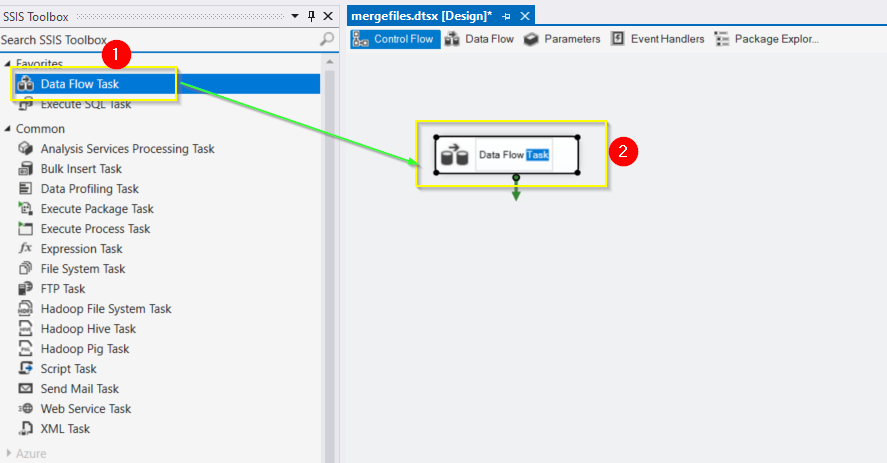 SSIS Toolbox
Search SSIS Toolbox
1
Favorites
Data Flow Task
Execute SQL Task
Common
Analysis Services Processing Task
Bulk Insert Task
Data Profiling Task
Execute Package Task
Execute Process Task
fx Expression Task
File System Task
FTP Task
Hadoop File System Task
Hadoop Hive Task
Hadoop Pig Task
Script Task
Send Mail Task
Web Service Task
XML Task
Azure
mergefiles.dtsx [Design]*
Control Flow Data Flow Parameters Event Handlers Package Explor...
Data Flow Task
2